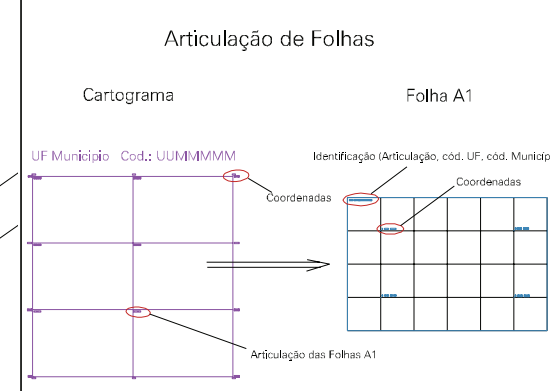 Articulação de Folhas
Cartograma
Folha A1
UF Municipio Cod.: UUMMMMM
Identificação (Articulação, cód. UF, cód. Municíp
Coordenadas
Coordenadas
Articulação das Folhas A1